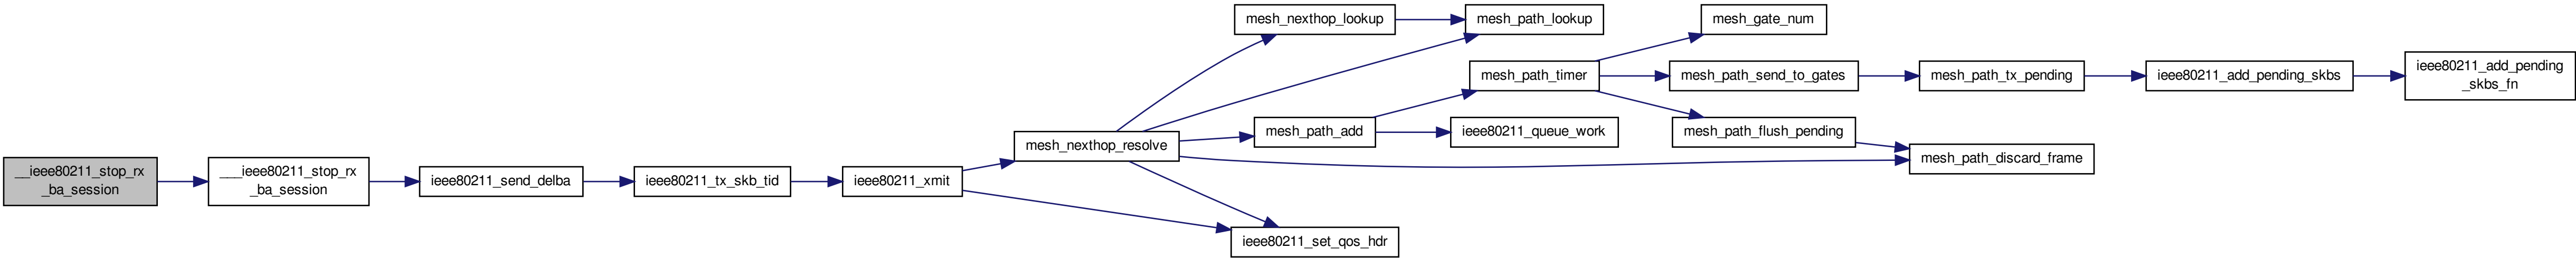 __ieee80211_stop_rx
_ba_session
___ieee80211_stop_rx
_ba_session
ieee80211_send_delba
ieee80211_tx_skb_tid
ieee80211_xmit
mesh_nexthop_resolve
mesh_nexthop_lookup
mesh_path_lookup
mesh_path_add
mesh_path_timer
ieee80211_queue_work
mesh_gate_num
mesh_path_send_to_gates
mesh_path_flush_pending
mesh_path_tx_pending
ieee80211_add_pending_skbs
ieee80211_add_pending
_skbs_fn
mesh_path_discard_frame
ieee80211_set_qos_hdr